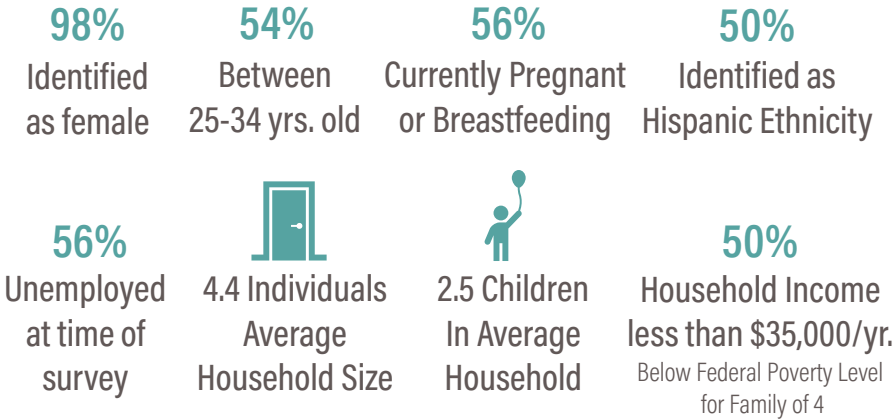 98%
Identified
as female
54%
Between
25-34 yrs. old
56%
Currently Pregnant
or Breastfeeding
50%
Identified as
Hispanic Ethnicity
56%
Unemployed
at time of
survey
4.4 Individuals
Average
Household Size
2.5 Children
In Average
Household
50%
Household Income
less than $35,000/yr.
Below Federal Poverty Level
for Family of 4